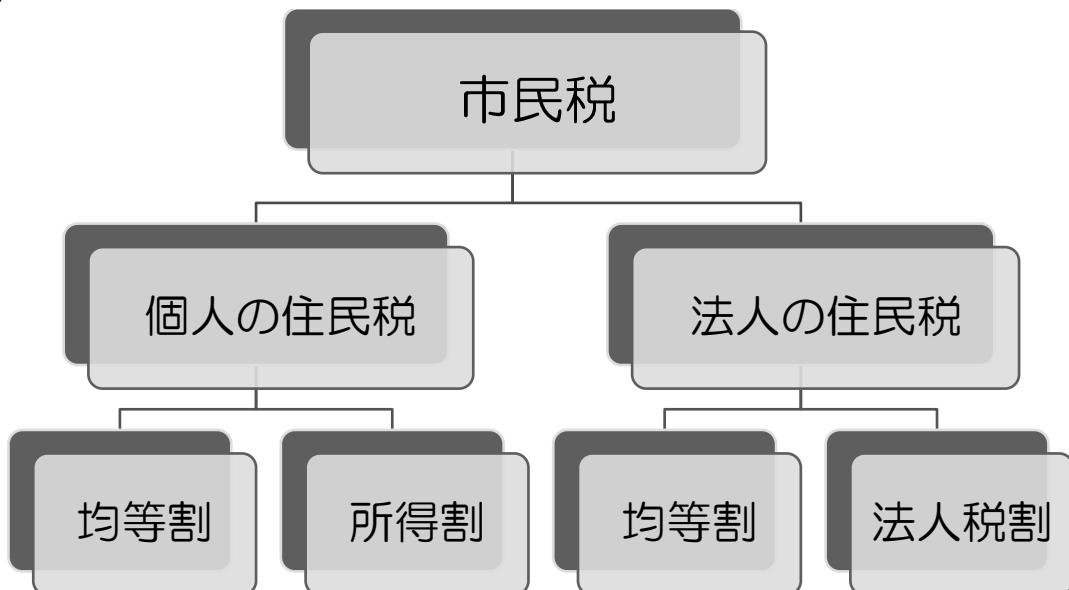 市民税
個人の住民税
法人の住民税
均等割
所得割
均等割
法人税割